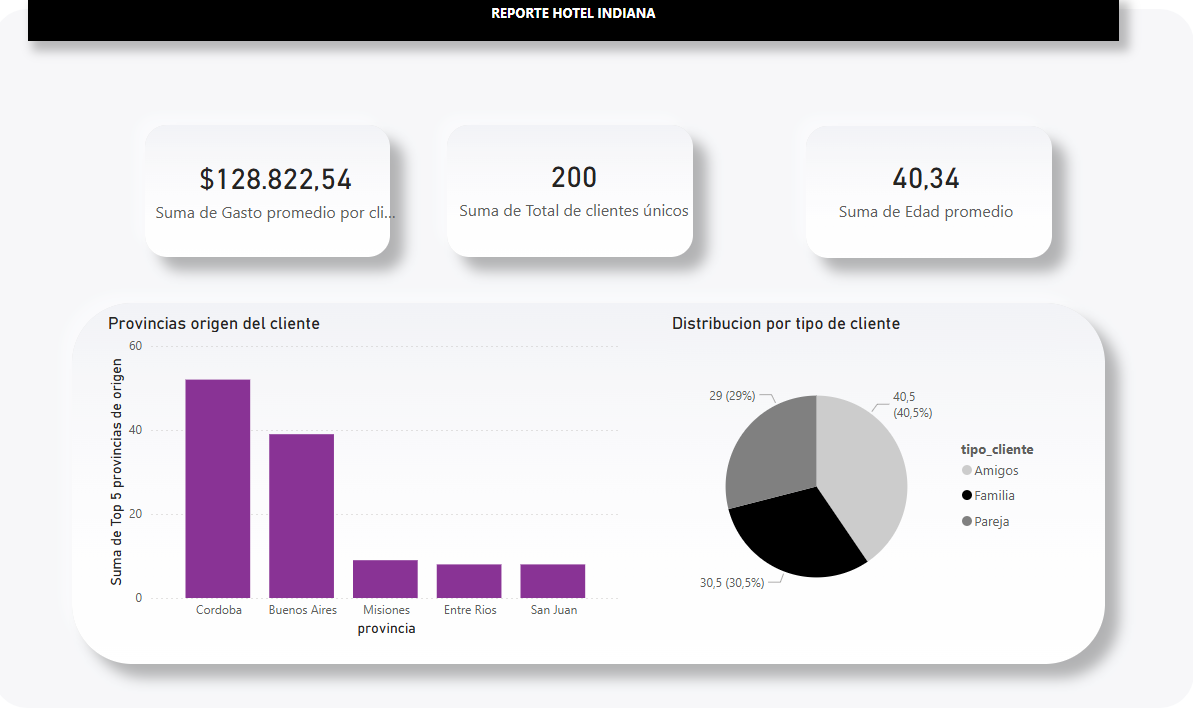 REPORTE HOTEL INDIANA
$128.822,54
Suma de Gasto promedio por cli...
200
Suma de Total de clientes únicos
40,34
Suma de Edad promedio
Provincias origen del cliente
Suma de Top 5 provincias de origen
60
40
20
0
Cordoba
Buenos Aires
Misiones
Entre Rios
San Juan
provincia
Distribucion por tipo de cliente
29 (29%)
40,5
(40,5%)
30,5 (30,5%)
tipo_cliente
Amigos
Familia
Pareja